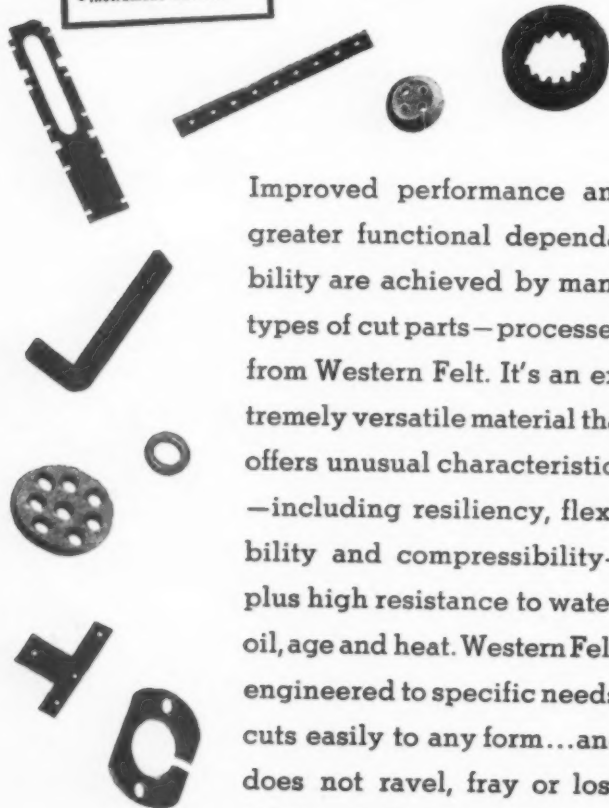 Improved performance an
greater functional depend
bility are achieved by man
types of cut parts—processe
from Western Felt. It's an ex
tremely versatile material tha
offers unusual characteristic
—including resiliency, flex
bility and compressibility-
plus high resistance to wate
oil, age and heat. Western Fel
engineered to specific needs
cuts easily to any form...an
does not ravel, fray or los